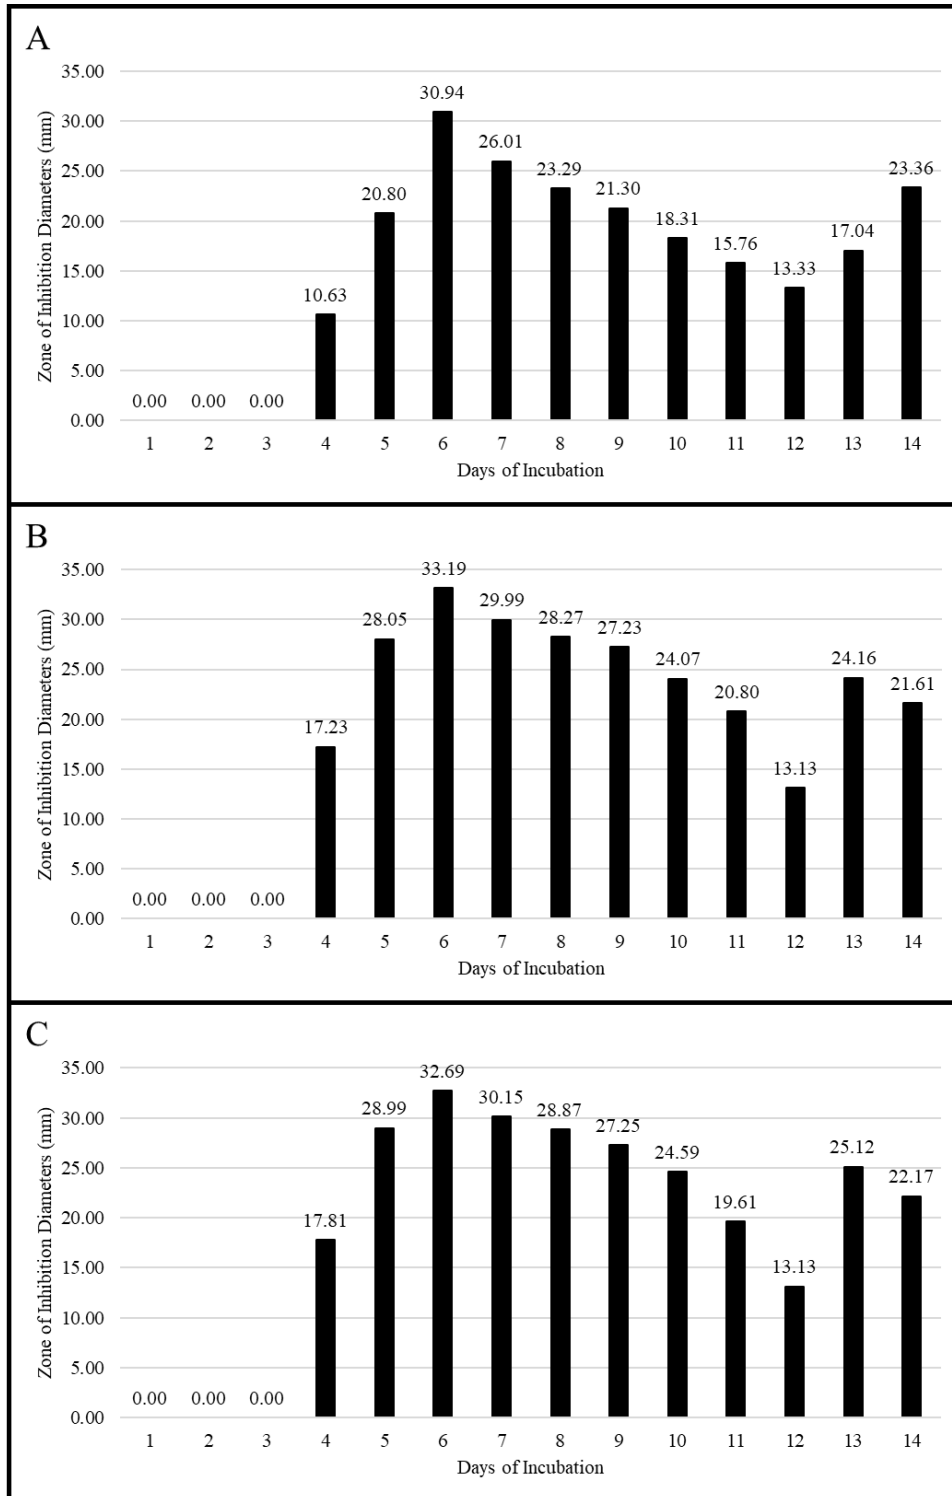 A
35.00
30.00
25.00
20.00
15.00
10.00
5.00
0.00
Zone of Inhibition Diameters (mm)
0.00 0.00 0.00 10.63 20.80 30.94 26.01 23.29 21.30 18.31 15.76 13.33 17.04 23.36
1 2 3 4 5 6 7 8 9 10 11 12 13 14
Days of Incubation
B
35.00
30.00
25.00
20.00
15.00
10.00
5.00
0.00
Zone of Inhibition Diameters (mm)
0.00 0.00 0.00 17.23 28.05 33.19 29.99 28.27 27.23 24.07 20.80 13.13 24.16 21.61
1 2 3 4 5 6 7 8 9 10 11 12 13 14
Days of Incubation
C
35.00
30.00
25.00
20.00
15.00
10.00
5.00
0.00
Zone of Inhibition Diameters (mm)
0.00 0.00 0.00 17.81 28.99 32.69 30.15 28.87 27.25 24.59 19.61 13.13 25.12 22.17
1 2 3 4 5 6 7 8 9 10 11 12 13 14
Days of Incubation